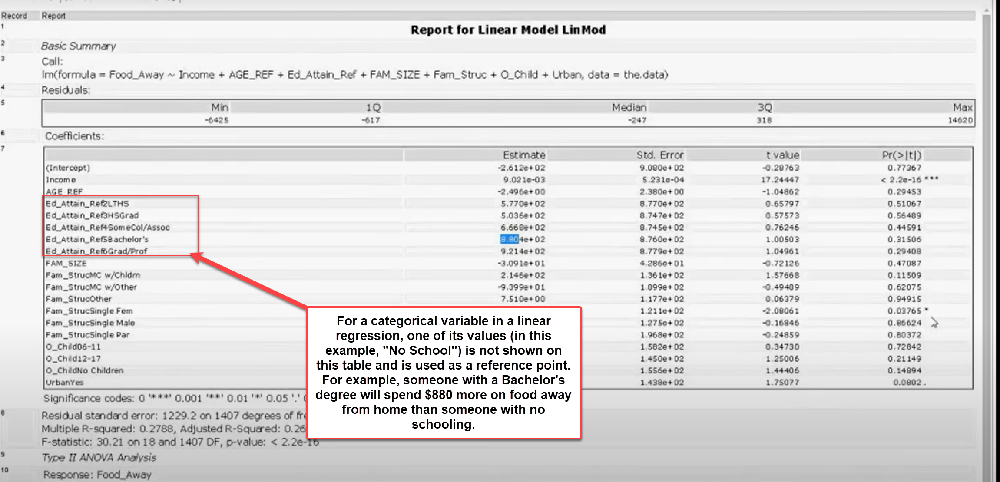 Record Report
1
Report for Linear Model LinMod
2
Basic Summary
3
Call:
lm(formula = Food_Away ~ Income + AGE_REF + Ed_Attain_Ref + FAM_SIZE + Fam_Struc + O_Child + Urban, data = the.data)
4
Residuals:
5
Min 1Q Median 3Q Max
-6425 -617 -247 318 14620
6
Coefficients:
7
Estimate Std. Error t value Pr(>|t|)
(Intercept) -2.612e+02 9.080e+02 -0.28763 0.77367
Income 9.021e-03 5.231e-04 17.24447 < 2.2e-16 ***
AGE_REF -2.496e+00 2.380e+00 -1.04862 0.29453
Ed_Attain_Ref2LTHS 5.770e+02 8.770e+02 0.65797 0.51067
Ed_Attain_Ref3HSGrad 5.036e+02 8.747e+02 0.57573 0.56489
Ed_Attain_Ref4SomeCol/Assoc 6.668e+02 8.745e+02 0.76246 0.44591
Ed_Attain_Ref5Bachelor's 8.804e+02 8.760e+02 1.00503 0.31506
Ed_Attain_Ref6Grad/Prof 9.214e+02 8.779e+02 1.04961 0.29408
FAM_SIZE -3.091e+01 4.286e+01 -0.72126 0.47087
Fam_StrucMC w/Chldrn 2.146e+02 1.361e+02 1.57668 0.11509
Fam_StrucMC w/Other -9.399e+01 1.899e+02 -0.49489 0.62075
Fam_StrucOther 7.510e+00 1.177e+02 0.06379 0.94915
Fam_StrucSingle Fem 1.211e+02 -2.08061 0.03765 *
Fam_StrucSingle Male 1.275e+02 -0.16846 0.86624
Fam_StrucSingle Par 1.968e+02 -0.24859 0.80372
O_Child06-11 1.582e+02 0.34730 0.72842
O_Child12-17 1.450e+02 1.25006 0.21149
O_ChildNo Children 1.556e+02 1.44406 0.14894
UrbanYes 1.438e+02 1.75077 0.0802 .
Significance codes: 0 '***' 0.001 '**' 0.01 '*' 0.05 '.'
8
Residual standard error: 1229.2 on 1407 degrees of
Multiple R-squared: 0.2788, Adjusted R-Squared: 0.26
F-statistic: 30.21 on 18 and 1407 DF, p-value: < 2.2e-16
9
Type II ANOVA Analysis
10
Response: Food_Away
For a categorical variable in a linear
regression, one of its values (in this
example, "No School") is not shown on
this table and is used as a reference point.
For example, someone with a Bachelor's
degree will spend $880 more on food away
from home than someone with no
schooling.